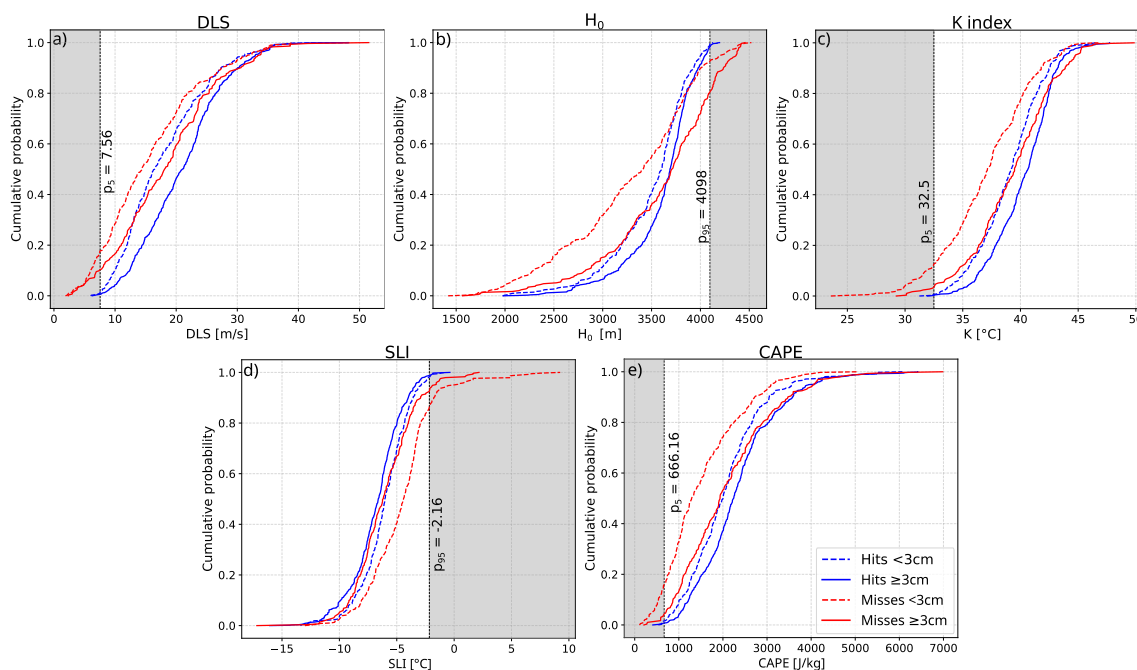 DLS
a)
Cumulative probability
1.0
0.8
0.6
0.4
0.2
0.0
p5 = 7.56
0 10 20 30 40 50
DLS [m/s]
H0
b)
Cumulative probability
1.0
0.8
0.6
0.4
0.2
0.0
p95 = 4098
1500 2000 2500 3000 3500 4000 4500
H0 [m]
K index
c)
Cumulative probability
1.0
0.8
0.6
0.4
0.2
0.0
p5 = 32.5
25 30 35 40 45 50
K [°C]
SLI
d)
Cumulative probability
1.0
0.8
0.6
0.4
0.2
0.0
p95 = -2.16
−15 −10 −5 0 5 10
SLI [°C]
CAPE
e)
Cumulative probability
1.0
0.8
0.6
0.4
0.2
0.0
p5 = 666.16
0 1000 2000 3000 4000 5000 6000 7000
CAPE [J/kg]
Hits <3cm
Hits ≥3cm
Misses <3cm
Misses ≥3cm